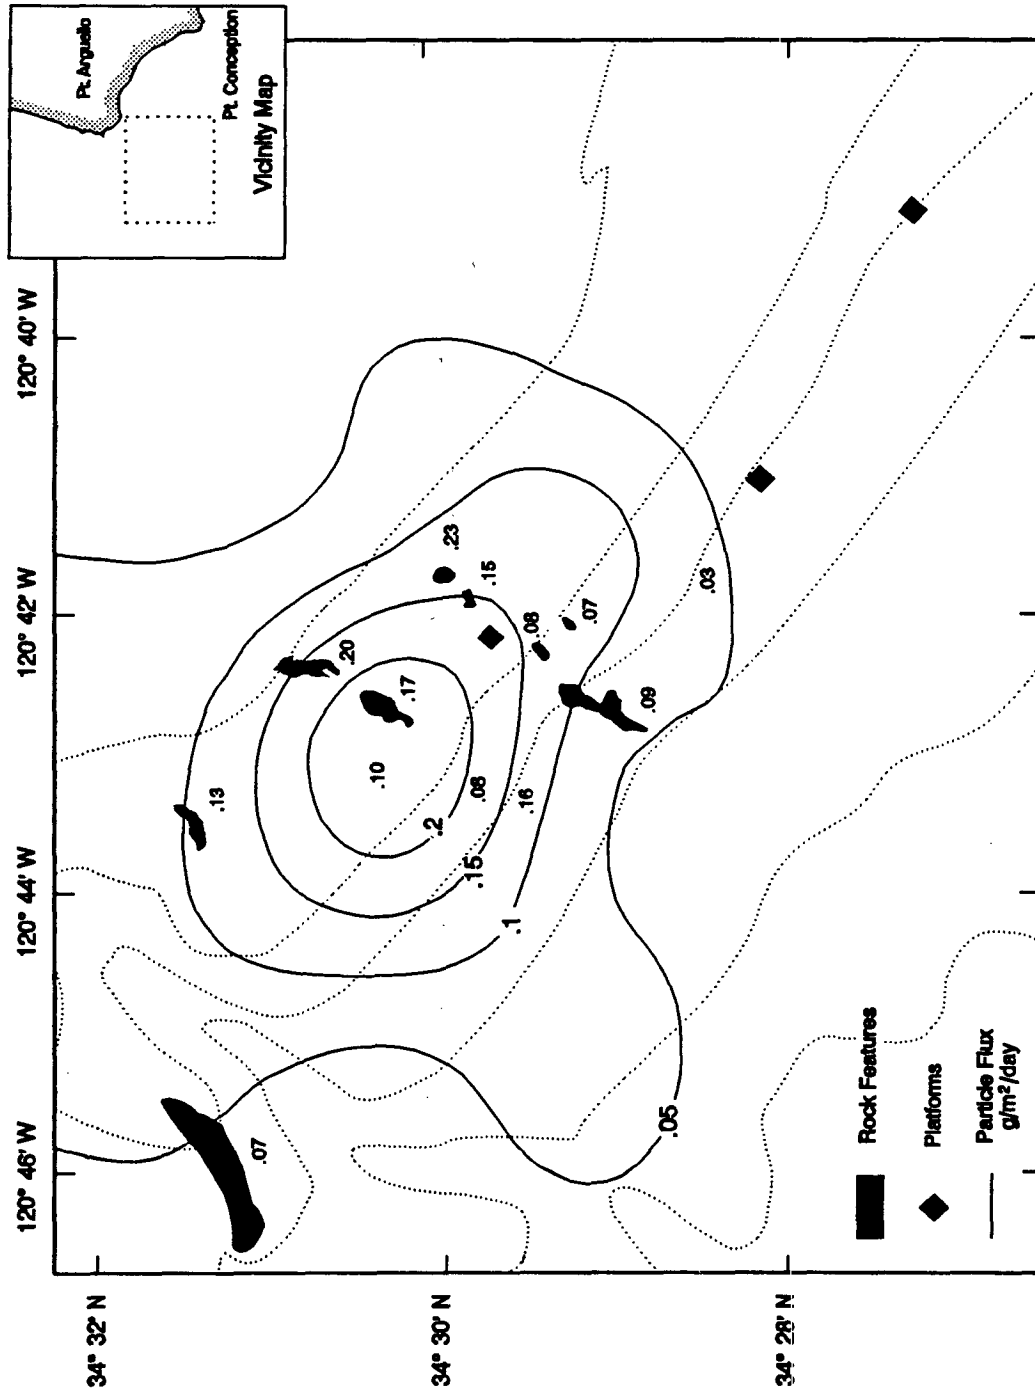 Pt. Arguello
Pt. Conception
Vicinity Map
120° 46' W
120° 44' W
120° 42' W
120° 40' W
34° 32' N
34° 30' N
34° 28' N
.13
.20
.17
.10
.23
.15
.08
.16
.08
.07
.09
.03
.07
.2
.15
.1
.05
Rock Features
Platforms
Particle Flux
g/m²/day